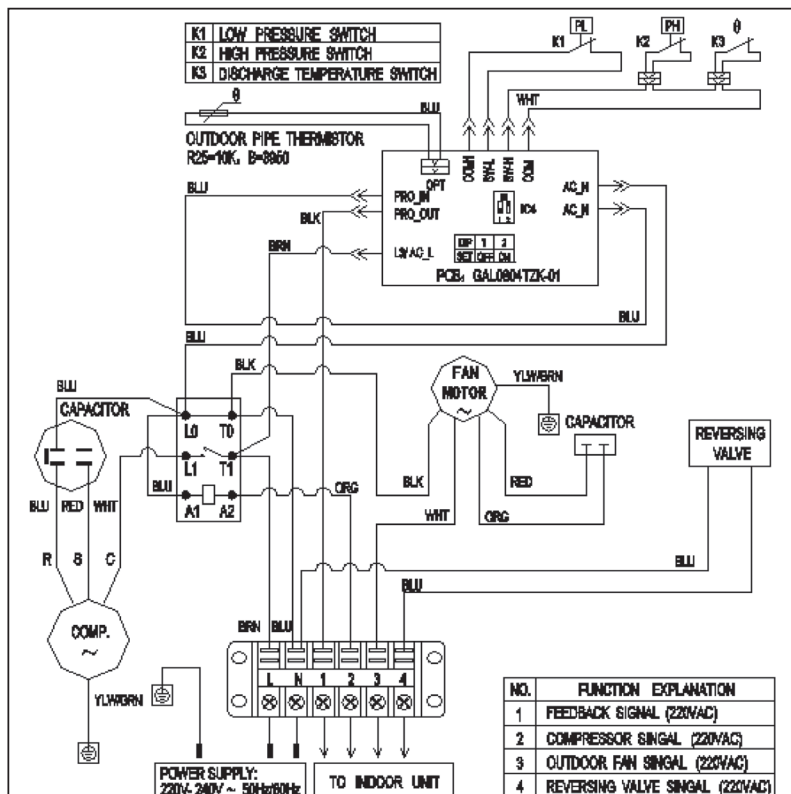 K1 LOW PRESSURE SWITCH
K2 HIGH PRESSURE SWITCH
K3 DISCHARGE TEMPERATURE SWITCH
PL
PH
θ
K1
K2
K3
WHT
θ
BLU
OUTDOOR PIPE THERMISTOR
R25=10K, B=3950
OPT
COM1
SW-L
SW-H
COM
BLU
PRO_IN
PRO_OUT
AC_N
AC_N
BLK
IC4
1 2
BRN
AC_L
DIP 1 2
SET OFF ON
PCB: GAL0804TZK-01
BLU
BLU
BLK
FAN
MOTOR
~
YLW/GRN
BLU
CAPACITOR
CAPACITOR
L0 T0
REVERSING
VALVE
L1 T1
BLK
RED
BLU RED WHT
BLU
ORG
A1 A2
WHT
ORG
R S C
BLU
BLU
COMP.
~
BRN BLU
L N 1 2 3 4
YLW/GRN
NO. FUNCTION EXPLANATION
1 FEEDBACK SIGNAL (220VAC)
2 COMPRESSOR SINGAL (220VAC)
3 OUTDOOR FAN SINGAL (220VAC)
4 REVERSING VALVE SINGAL (220VAC)
POWER SUPPLY:
220V-240V ~ 50Hz/60Hz
TO INDOOR UNIT